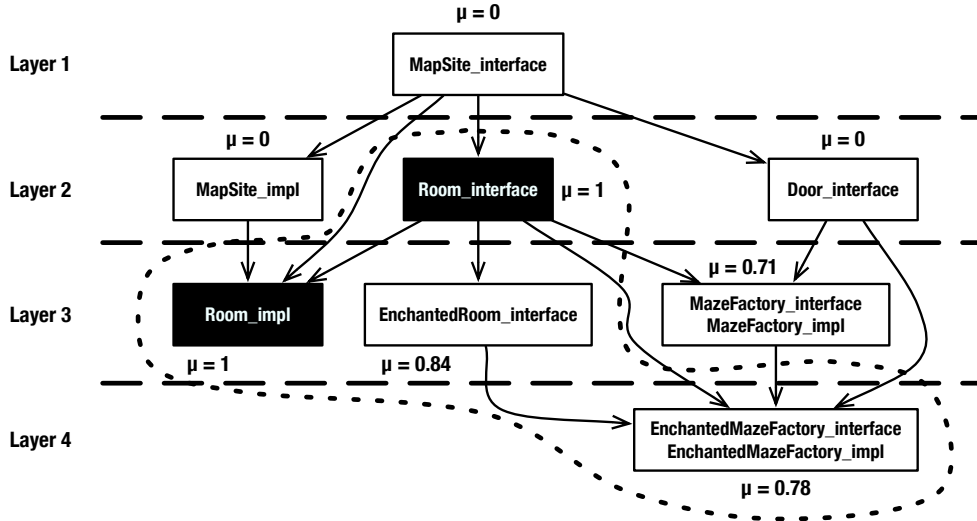 μ = 0
Layer 1
MapSite_interface
μ = 0
μ = 0
Layer 2
MapSite_impl
Room_interface
μ = 1
Door_interface
μ = 0.71
Layer 3
Room_impl
EnchantedRoom_interface
MazeFactory_interface
MazeFactory_impl
μ = 1
μ = 0.84
Layer 4
EnchantedMazeFactory_interface
EnchantedMazeFactory_impl
μ = 0.78